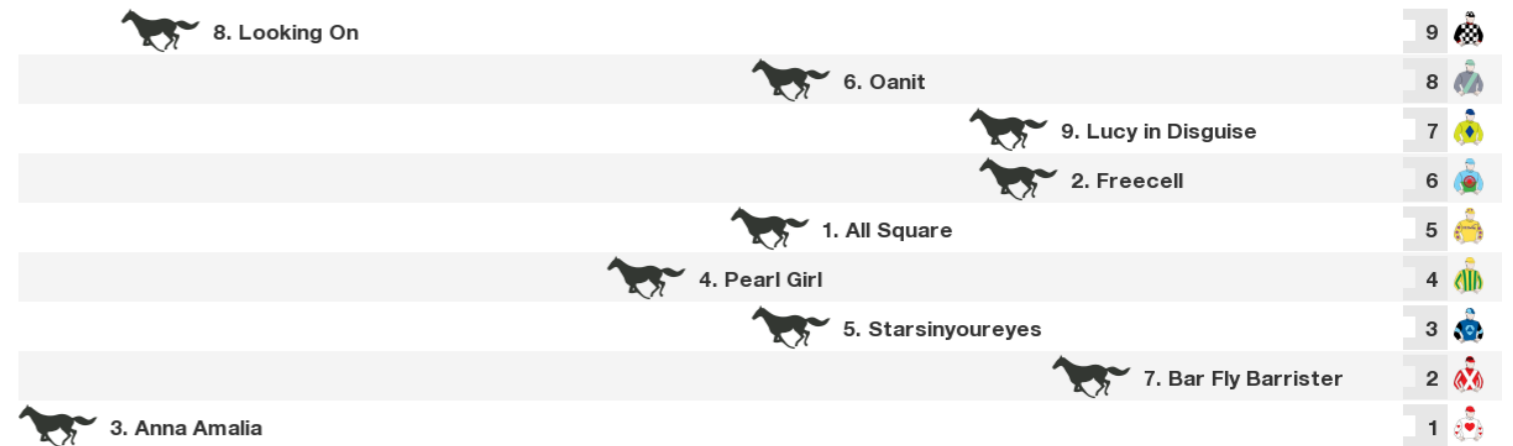 8. Looking On 9
6. Oanit 8
9. Lucy in Disguise 7
2. Freecell 6
1. All Square 5
4. Pearl Girl 4
5. Starsinyoureyes 3
7. Bar Fly Barrister 2
3. Anna Amalia 1